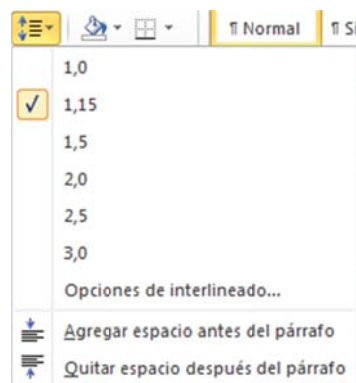 ¶ Normal ¶ Si
1,0
1,15
1,5
2,0
2,5
3,0
Opciones de interlineado...
Agregar espacio antes del párrafo
Quitar espacio después del párrafo